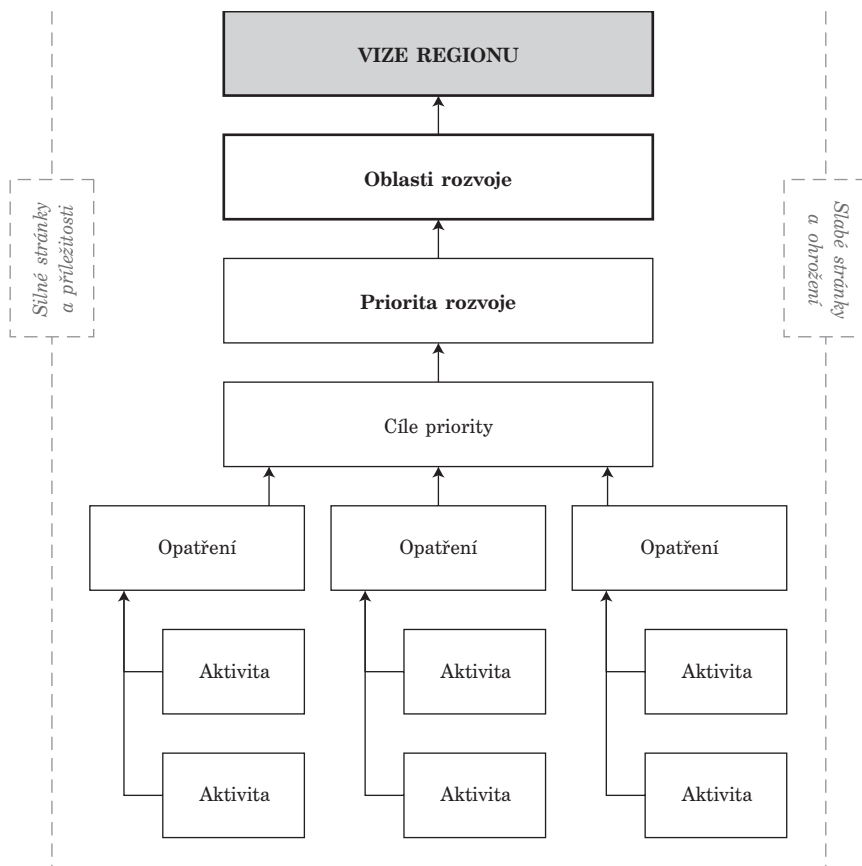 VIZE REGIONU
Oblasti rozvoje
Silné stránky
a příležitosti
Slabé stránky
a ohrožení
Priorita rozvoje
Cíle priority
Opatření
Opatření
Opatření
Aktivita
Aktivita
Aktivita
Aktivita
Aktivita
Aktivita